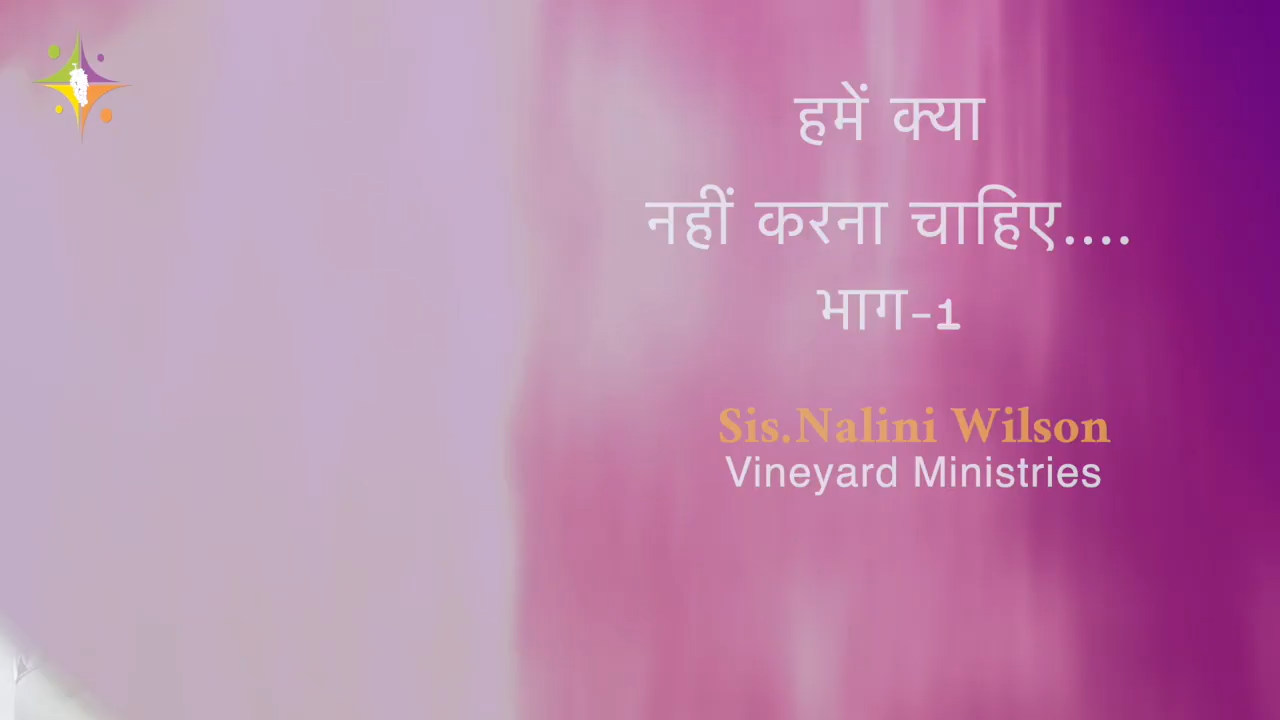 हमें क्या
नहीं करना चाहिए....
भाग-1
Sis.Nalini Wilson
Vineyard Ministries